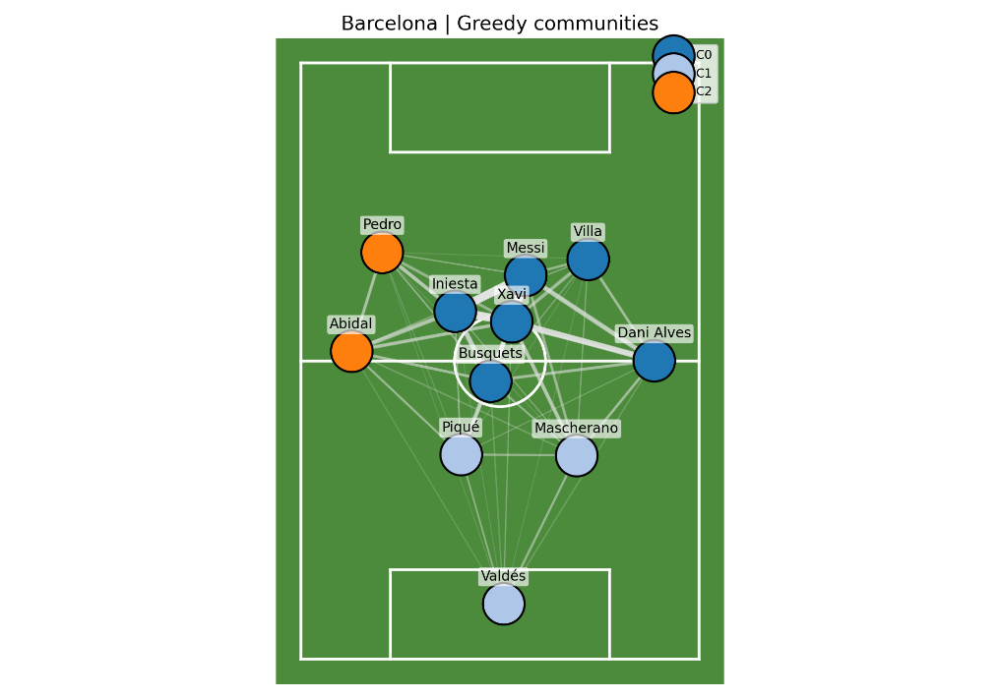 Barcelona | Greedy communities
C0
C1
C2
Pedro
Villa
Messi
Iniesta
Xavi
Abidal
Dani Alves
Busquets
Piqué
Mascherano
Valdés